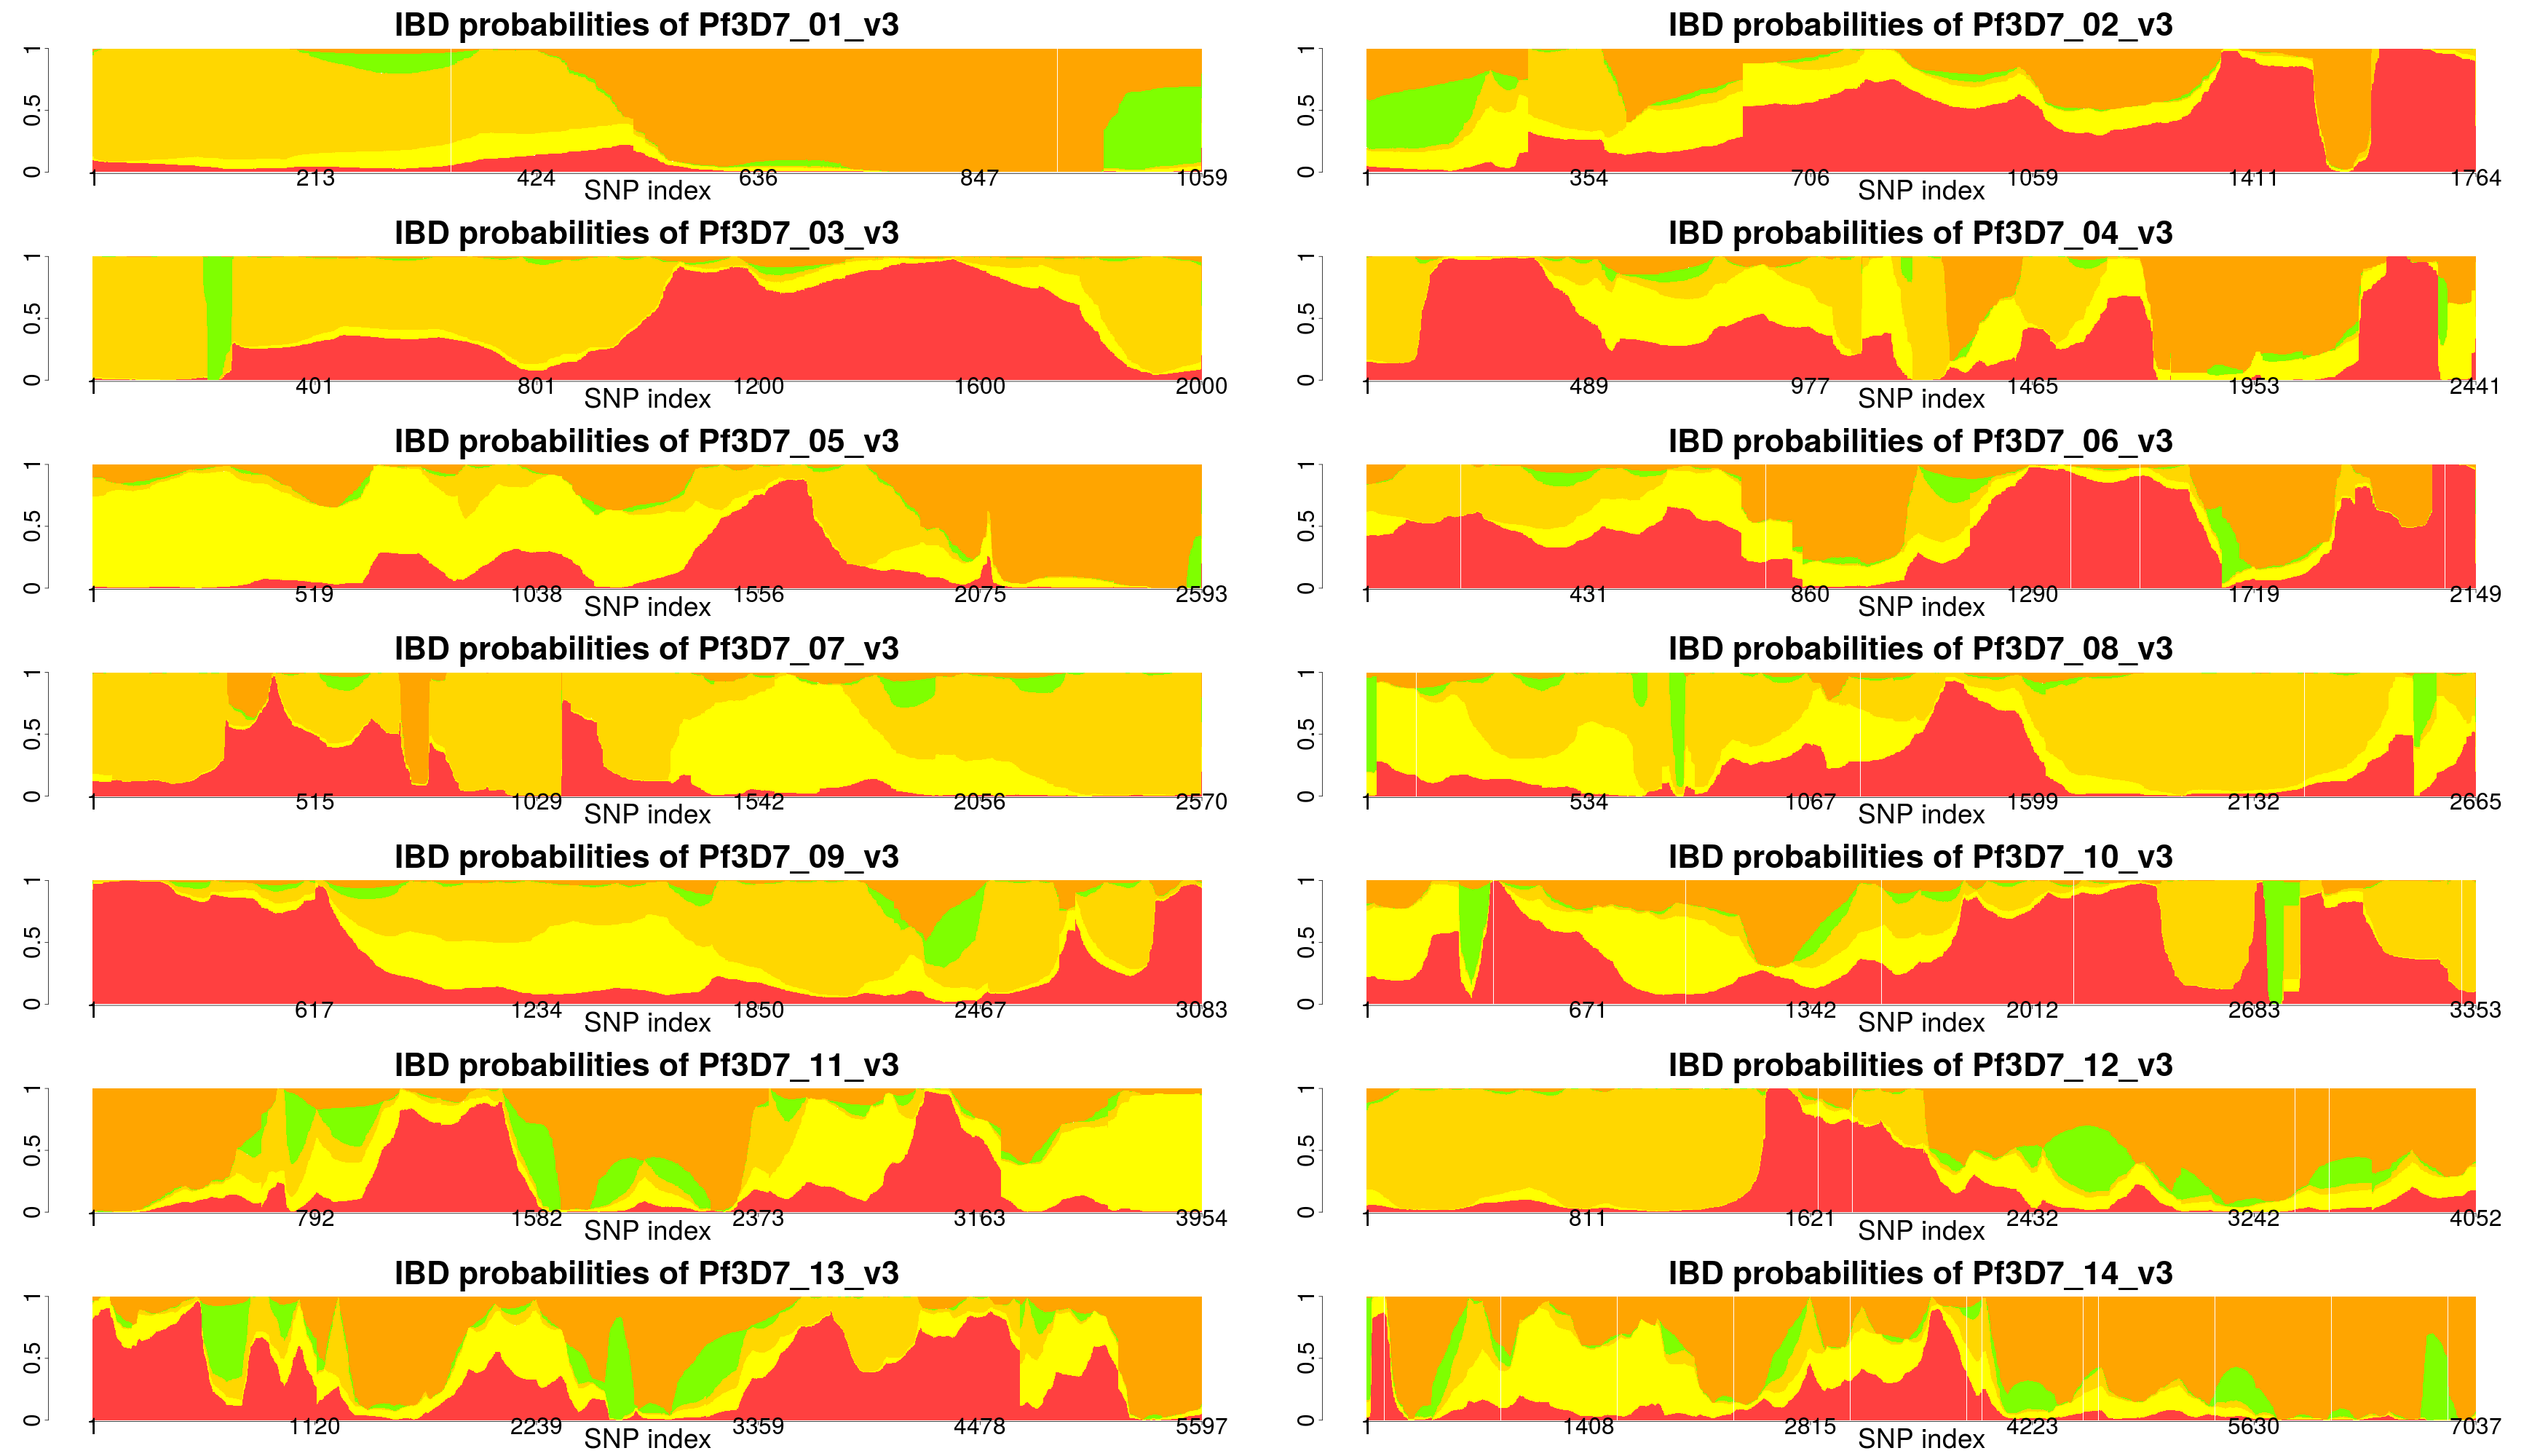 IBD probabilities of Pf3D7_01_v3
1
0.5
0
1 213 424 636 847 1059
SNP index
IBD probabilities of Pf3D7_02_v3
1
0.5
0
1 354 706 1059 1411 1764
SNP index
IBD probabilities of Pf3D7_03_v3
1
0.5
0
1 401 801 1200 1600 2000
SNP index
IBD probabilities of Pf3D7_04_v3
1
0.5
0
1 489 977 1465 1953 2441
SNP index
IBD probabilities of Pf3D7_05_v3
1
0.5
0
1 519 1038 1556 2075 2593
SNP index
IBD probabilities of Pf3D7_06_v3
1
0.5
0
1 431 860 1290 1719 2149
SNP index
IBD probabilities of Pf3D7_07_v3
1
0.5
0
1 515 1029 1542 2056 2570
SNP index
IBD probabilities of Pf3D7_08_v3
1
0.5
0
1 534 1067 1599 2132 2665
SNP index
IBD probabilities of Pf3D7_09_v3
1
0.5
0
1 617 1234 1850 2467 3083
SNP index
IBD probabilities of Pf3D7_10_v3
1
0.5
0
1 671 1342 2012 2683 3353
SNP index
IBD probabilities of Pf3D7_11_v3
1
0.5
0
1 792 1582 2373 3163 3954
SNP index
IBD probabilities of Pf3D7_12_v3
1
0.5
0
1 811 1621 2432 3242 4052
SNP index
IBD probabilities of Pf3D7_13_v3
1
0.5
0
1 1120 2239 3359 4478 5597
SNP index
IBD probabilities of Pf3D7_14_v3
1
0.5
0
1 1408 2815 4223 5630 7037
SNP index